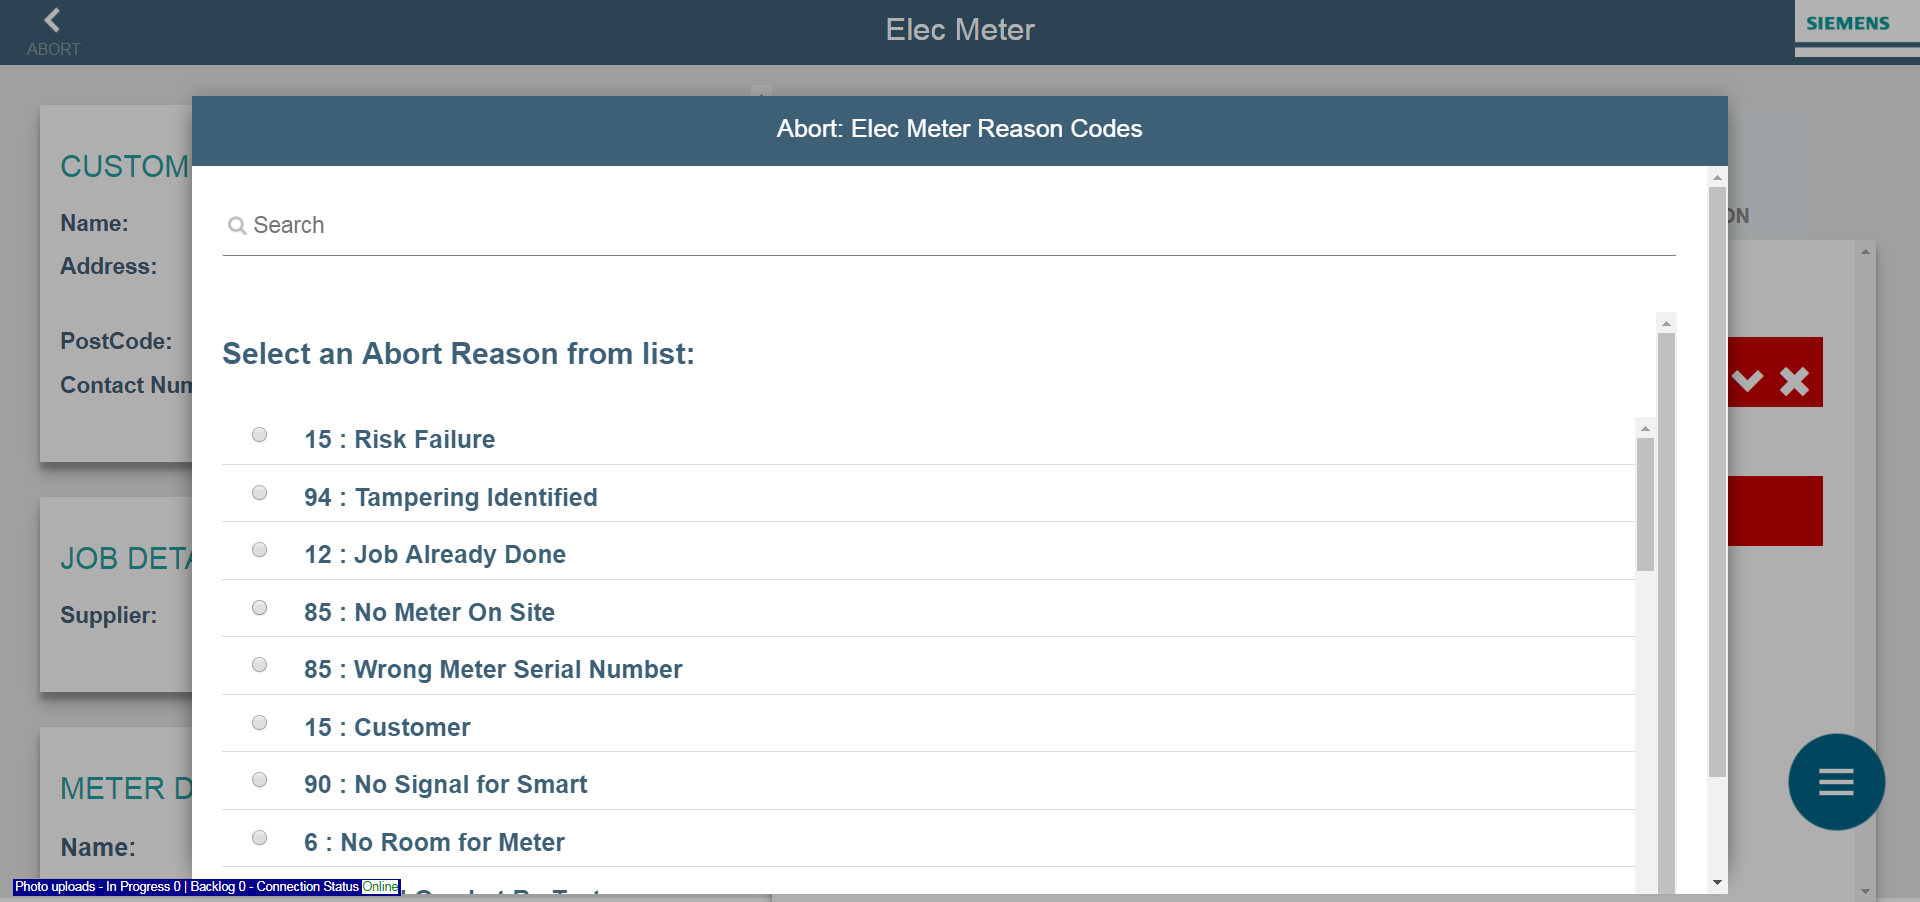 ABORT
Elec Meter
SIEMENS
Abort: Elec Meter Reason Codes
CUSTOM
Name:
Address:
PostCode:
Contact Num
ON
Search
Select an Abort Reason from list:
15 : Risk Failure
94 : Tampering Identified
12 : Job Already Done
85 : No Meter On Site
85 : Wrong Meter Serial Number
15 : Customer
90 : No Signal for Smart
6 : No Room for Meter
JOB DETA
Supplier:
METER D
Name:
Photo uploads - In Progress 0 | Backlog 0 - Connection Status Online